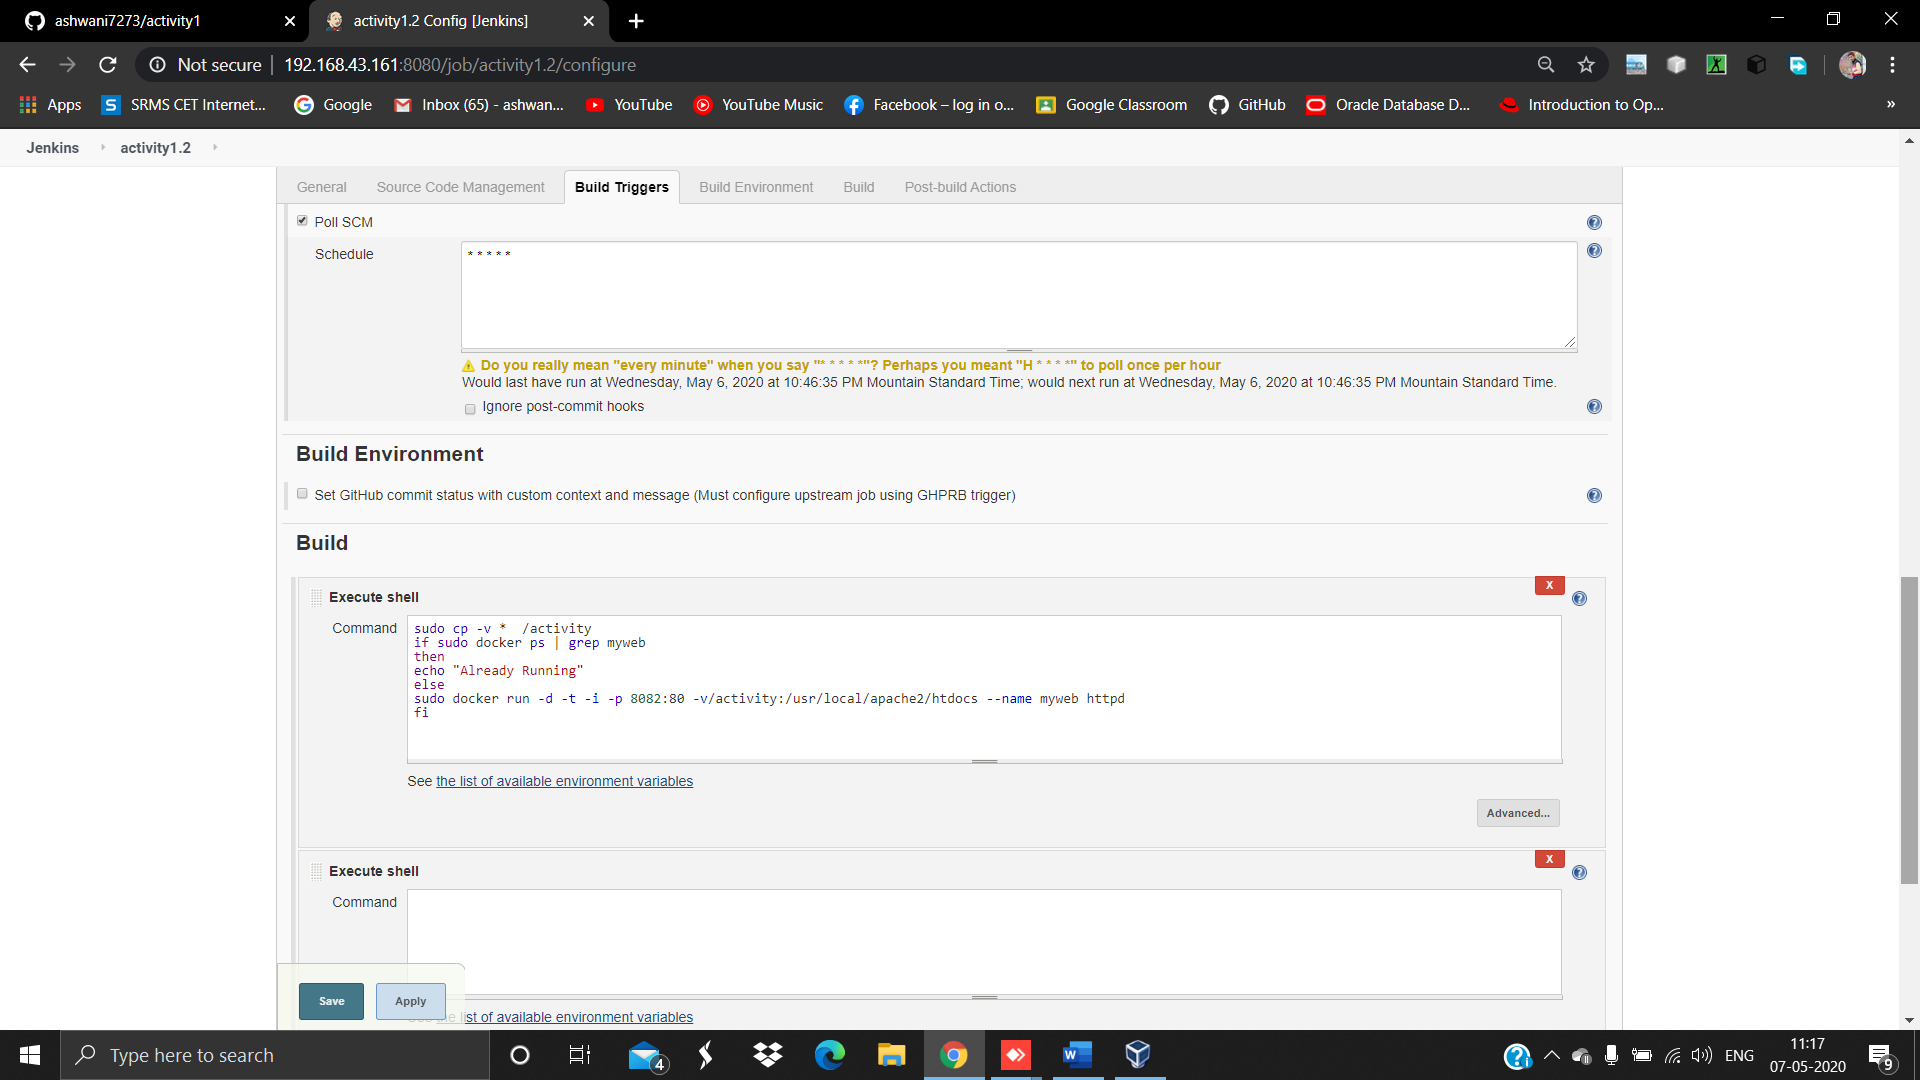 ashwani7273/activity1
activity1.2 Config [Jenkins]
Not secure
192.168.43.161:8080/job/activity1.2/configure
Apps
SRMS CET Internet...
Google
Inbox (65) - ashwan...
YouTube
YouTube Music
Facebook – log in o...
Google Classroom
GitHub
Oracle Database D...
Introduction to Op...
»
Jenkins
activity1.2
General
Source Code Management
Build Triggers
Build Environment
Build
Post-build Actions
Poll SCM
Schedule
* * * * *
Do you really mean "every minute" when you say "* * * * *"? Perhaps you meant "H * * * *" to poll once per hour
Would last have run at Wednesday, May 6, 2020 at 10:46:35 PM Mountain Standard Time; would next run at Wednesday, May 6, 2020 at 10:46:35 PM Mountain Standard Time.
Ignore post-commit hooks
Build Environment
Set GitHub commit status with custom context and message (Must configure upstream job using GHPRB trigger)
Build
X
Execute shell
Command
sudo cp -v *  /activity
if sudo docker ps | grep myweb
then
echo "Already Running"
else
sudo docker run -d -t -i -p 8082:80 -v/activity:/usr/local/apache2/htdocs --name myweb httpd
fi
See the list of available environment variables
Advanced...
X
Execute shell
Command
Save
Apply
list of available environment variables
Type here to search
4
ENG
11:17
07-05-2020
9